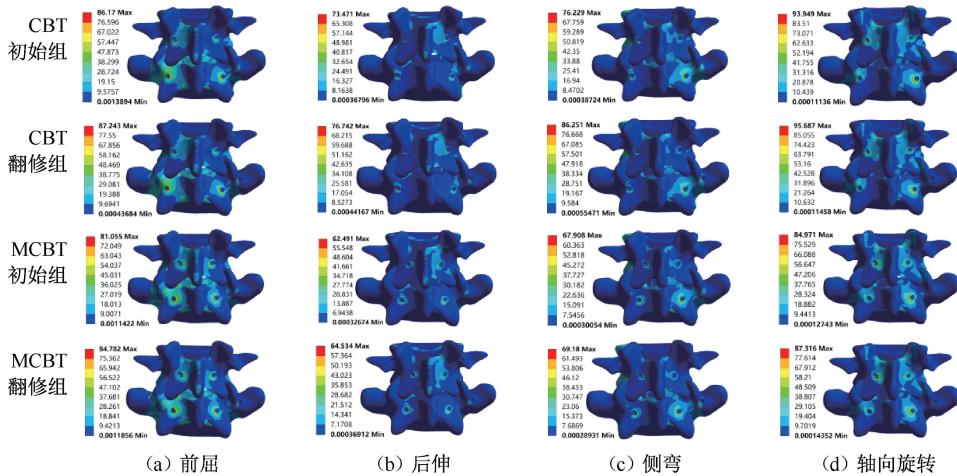 CBT
初始组
86.17 Max
76.596
67.022
57.447
47.873
38.299
28.724
19.15
9.5757
0.0013894 Min
73.471 Max
65.308
57.144
48.981
40.817
32.654
24.491
16.327
8.1638
0.00036796 Min
76.229 Max
67.759
59.289
50.819
42.35
33.88
25.41
16.94
8.4702
0.00038724 Min
93.949 Max
83.51
73.071
62.633
52.194
41.755
31.316
20.878
10.439
0.00011136 Min
CBT
翻修组
87.243 Max
77.55
67.856
58.162
48.469
38.775
29.081
19.388
9.6941
0.00043684 Min
76.742 Max
68.215
59.688
51.162
42.635
34.108
25.581
17.054
8.5273
0.00044167 Min
86.251 Max
76.668
67.085
57.501
47.918
38.334
28.751
19.167
9.584
0.00055471 Min
95.687 Max
85.055
74.423
63.791
53.16
42.528
31.896
21.264
10.632
0.00011458 Min
MCBT
初始组
81.055 Max
72.049
63.043
54.037
45.031
36.025
27.019
18.013
9.0071
0.0011422 Min
62.491 Max
55.548
48.604
41.661
34.718
27.774
20.831
13.887
6.9438
0.00032674 Min
67.908 Max
60.363
52.818
45.272
37.727
30.182
22.636
15.091
7.5456
0.00030054 Min
84.971 Max
75.529
66.088
56.647
47.206
37.765
28.324
18.882
9.4413
0.00012743 Min
MCBT
翻修组
84.782 Max
75.362
65.942
56.522
47.102
37.681
28.261
18.841
9.4213
0.0011856 Min
64.534 Max
57.364
50.193
43.023
35.853
28.682
21.512
14.341
7.1708
0.00036912 Min
69.18 Max
61.493
53.806
46.12
38.433
30.747
23.06
15.373
7.6869
0.00028931 Min
87.316 Max
77.614
67.912
58.21
48.509
38.807
29.105
19.404
9.7019
0.00014352 Min
(a) 前屈
(b) 后伸
(c) 侧弯
(d) 轴向旋转